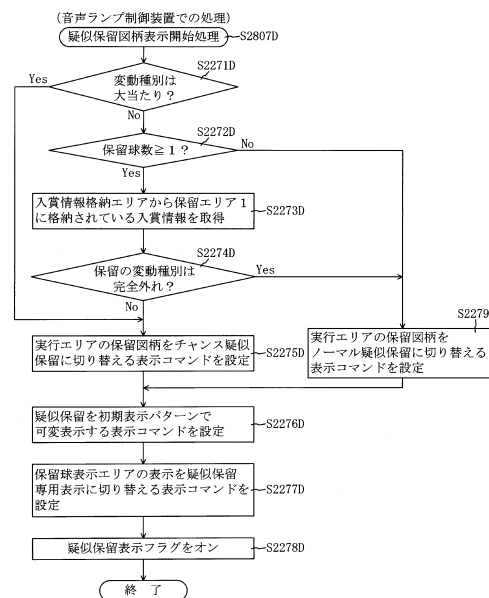 (音声ランプ制御装置での処理)
疑似保留図柄表示開始処理
S2807D
S2271D
変動種別は
大当たり？
Yes
No
S2272D
保留球数≧１？
No
Yes
入賞情報格納エリアから保留エリア１
に格納されている入賞情報を取得
S2273D
S2274D
保留の変動種別は
完全外れ？
Yes
No
実行エリアの保留図柄をチャンス疑似
保留に切り替える表示コマンドを設定
S2275D
S2279
実行エリアの保留図柄を
ノーマル疑似保留に切り替える
表示コマンドを設定
疑似保留を初期表示パターンで
可変表示する表示コマンドを設定
S2276D
保留球表示エリアの表示を疑似保留
専用表示に切り替える表示コマンドを
設定
S2277D
疑似保留表示フラグをオン
S2278D
終 了